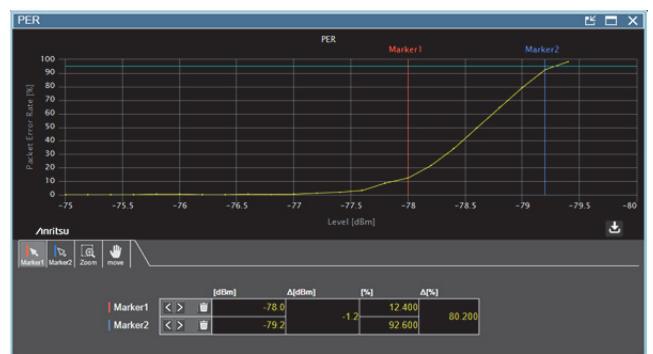 PER
PER
Marker1 Marker2
100
90
80
70
60
50
40
30
20
10
0
Packet Error Rate [%]
-75 -75.5 -76 -76.5 -77 -77.5 -78 -78.5 -79 -79.5 -80
Level [dBm]
Anritsu
Marker1 Marker2 Zoom move
[dBm] Δ[dBm] [%] Δ[%]
Marker1 < > -78.0 12.400
-1.2 80.200
Marker2 < > -79.2 92.600